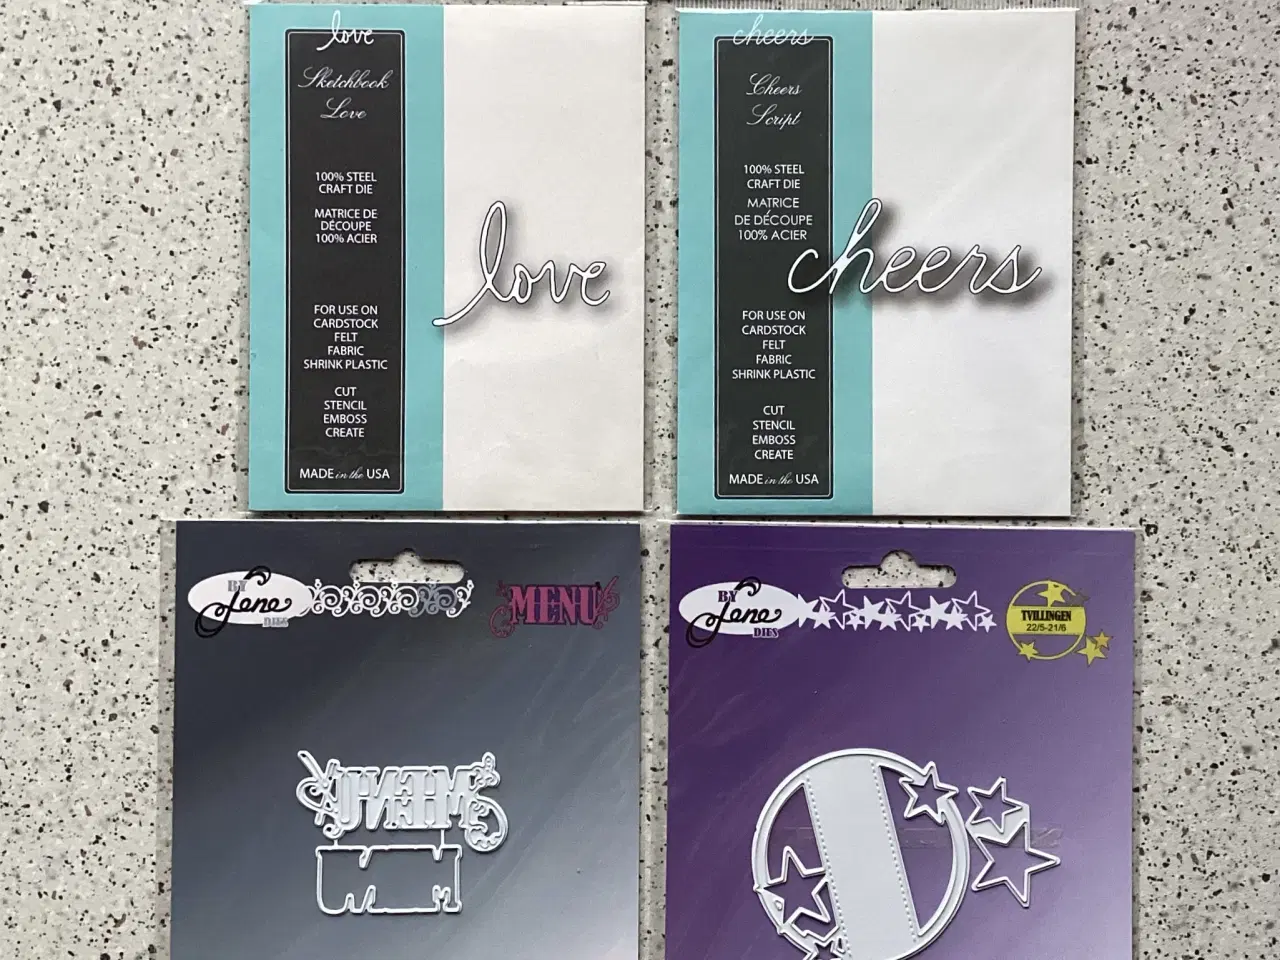 love
Sketchbook
Love
100% STEEL
CRAFT DIE
MATRICE DE
DÉCOUPE
100% ACIER
FOR USE ON
CARDSTOCK
FELT
FABRIC
SHRINK PLASTIC
CUT
STENCIL
EMBOSS
CREATE
MADE in the USA
love
cheers
Cheers
Script
100% STEEL
CRAFT DIE
MATRICE
DE DÉCOUPE
100% ACIER
FOR USE ON
CARDSTOCK
FELT
FABRIC
SHRINK PLASTIC
CUT
STENCIL
EMBOSS
CREATE
MADE in the USA
cheers
BY
Lene
DIES
MENU
MENU
BY
Lene
DIES
TVILLINGEN
22/5-21/6